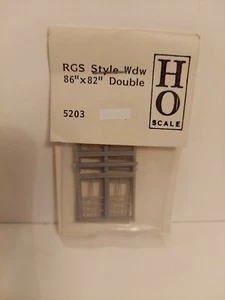 RGS Style Wdw
86"x82" Double
5203
HO
SCALE